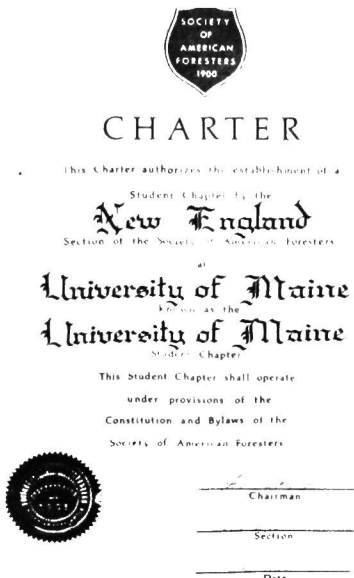 SOCIETY
OF
AMERICAN
FORESTERS
1900
CHARTER
This Charter authorizes the establishment of a
Student Chapter by the
New England
Section of the Society of American Foresters
at
University of Maine
known as the
University of Maine
Student Chapter
This Student Chapter shall operate
under provisions of the
Constitution and Bylaws of the
Society of American Foresters
Chairman
Section
Date